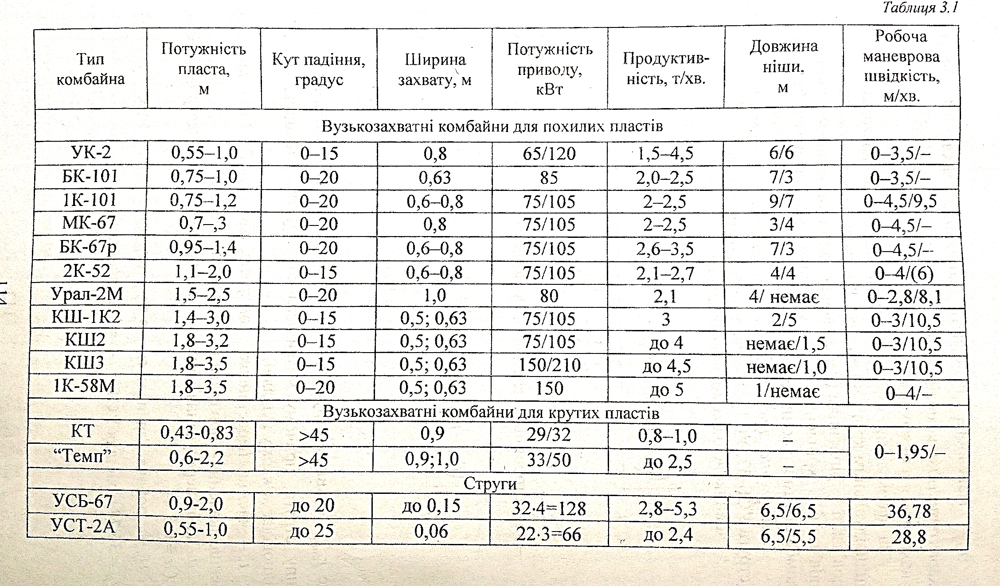 Таблиця 3.1
Тип комбайна Потужність пласта, м Кут падіння, градус Ширина захвату, м Потужність приводу, кВт Продуктив-ність, т/хв. Довжина ніши, м Робоча маневрова швідкість, м/хв.
Вузькозахватні комбайни для похилих пластів
УК-2 0,55–1,0 0–15 0,8 65/120 1,5–4,5 6/6 0–3,5/–
БК-101 0,75–1,0 0–20 0,63 85 2,0–2,5 7/3 0–3,5/–
1К-101 0,75–1,2 0–20 0,6–0,8 75/105 2–2,5 9/7 0–4,5/9,5
МК-67 0,7–,3 0–20 0,8 75/105 2–2,5 3/4 0–4,5/–
БК-67р 0,95–1,4 0–20 0,6–0,8 75/105 2,6–3,5 7/3 0–4,5/–
2К-52 1,1–2,0 0–15 0,6–0,8 75/105 2,1–2,7 4/4 0–4/(6)
Урал-2М 1,5–2,5 0–20 1,0 80 2,1 4/ немає 0–2,8/8,1
КШ-1К2 1,4–3,0 0–15 0,5; 0,63 75/105 3 2/5 0–3/10,5
КШ2 1,8–3,2 0–15 0,5; 0,63 75/105 до 4 немає/1,5 0–3/10,5
КШЗ 1,8–3,5 0–15 0,5; 0,63 150/210 до 4,5 немає/1,0 0–3/10,5
1К-58М 1,8–3,5 0–20 0,5; 0,63 150 до 5 1/немає 0–4/–
Вузькозахватні комбайни для крутих пластів
КТ 0,43-0,83 >45 0,9 29/32 0,8–1,0 – 0–1,95/–
“Темп” 0,6-2,2 >45 0,9;1,0 33/50 до 2,5 –
Струги
УСБ-67 0,9-2,0 до 20 до 0,15 32·4=128 2,8–5,3 6,5/6,5 36,78
УСТ-2А 0,55-1,0 до 25 0,06 22·3=66 до 2,4 6,5/5,5 28,8